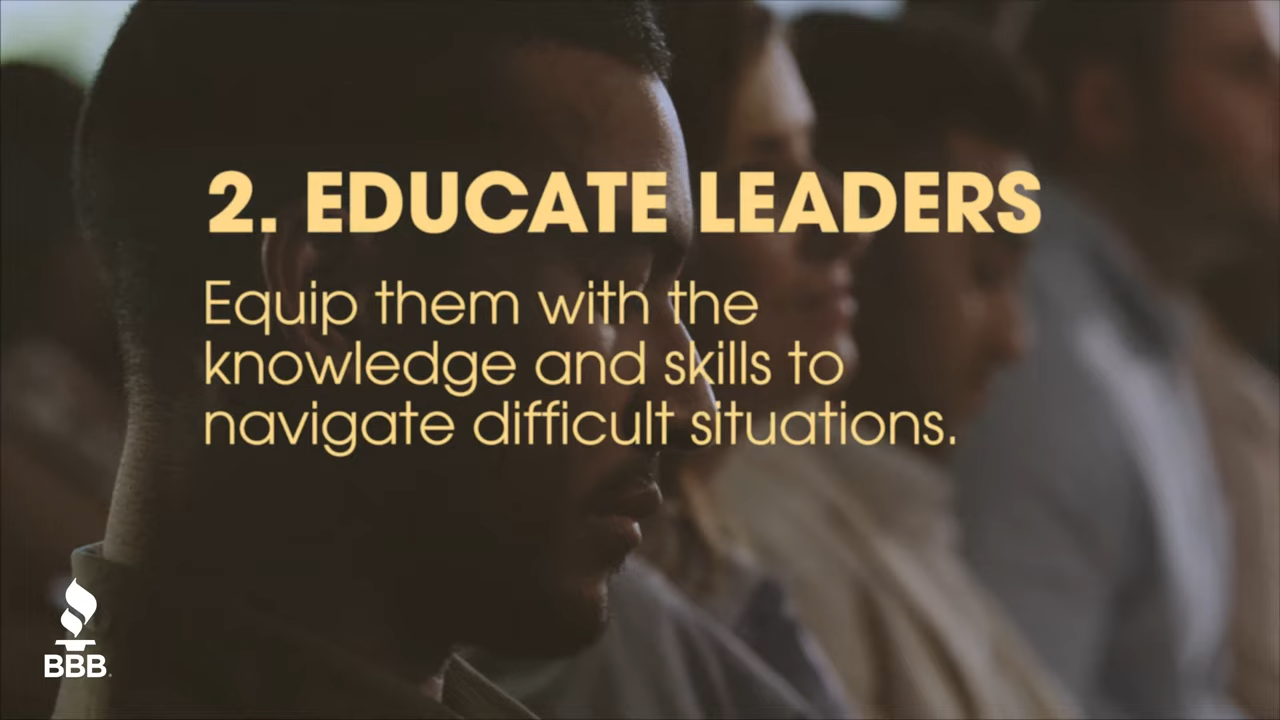 2. EDUCATE LEADERS
Equip them with the
knowledge and skills to
navigate difficult situations.
BBB